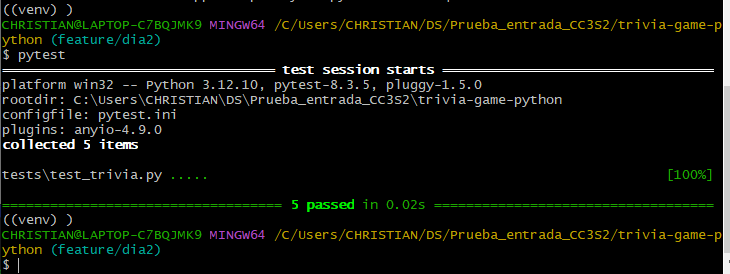 ((venv) )
CHRISTIAN@LAPTOP-C7BQJMK9 MINGW64 /C/Users/CHRISTIAN/DS/Prueba_entrada_CC3S2/trivia-game-p
ython (feature/dia2)
$ pytest
============================= test session starts =============================
platform win32 -- Python 3.12.10, pytest-8.3.5, pluggy-1.5.0
rootdir: C:\Users\CHRISTIAN\DS\Prueba_entrada_CC3S2\trivia-game-python
configfile: pytest.ini
plugins: anyio-4.9.0
collected 5 items
tests\test_trivia.py ..... [100%]
============================== 5 passed in 0.02s ==============================
((venv) )
CHRISTIAN@LAPTOP-C7BQJMK9 MINGW64 /C/Users/CHRISTIAN/DS/Prueba_entrada_CC3S2/trivia-game-p
ython (feature/dia2)
$